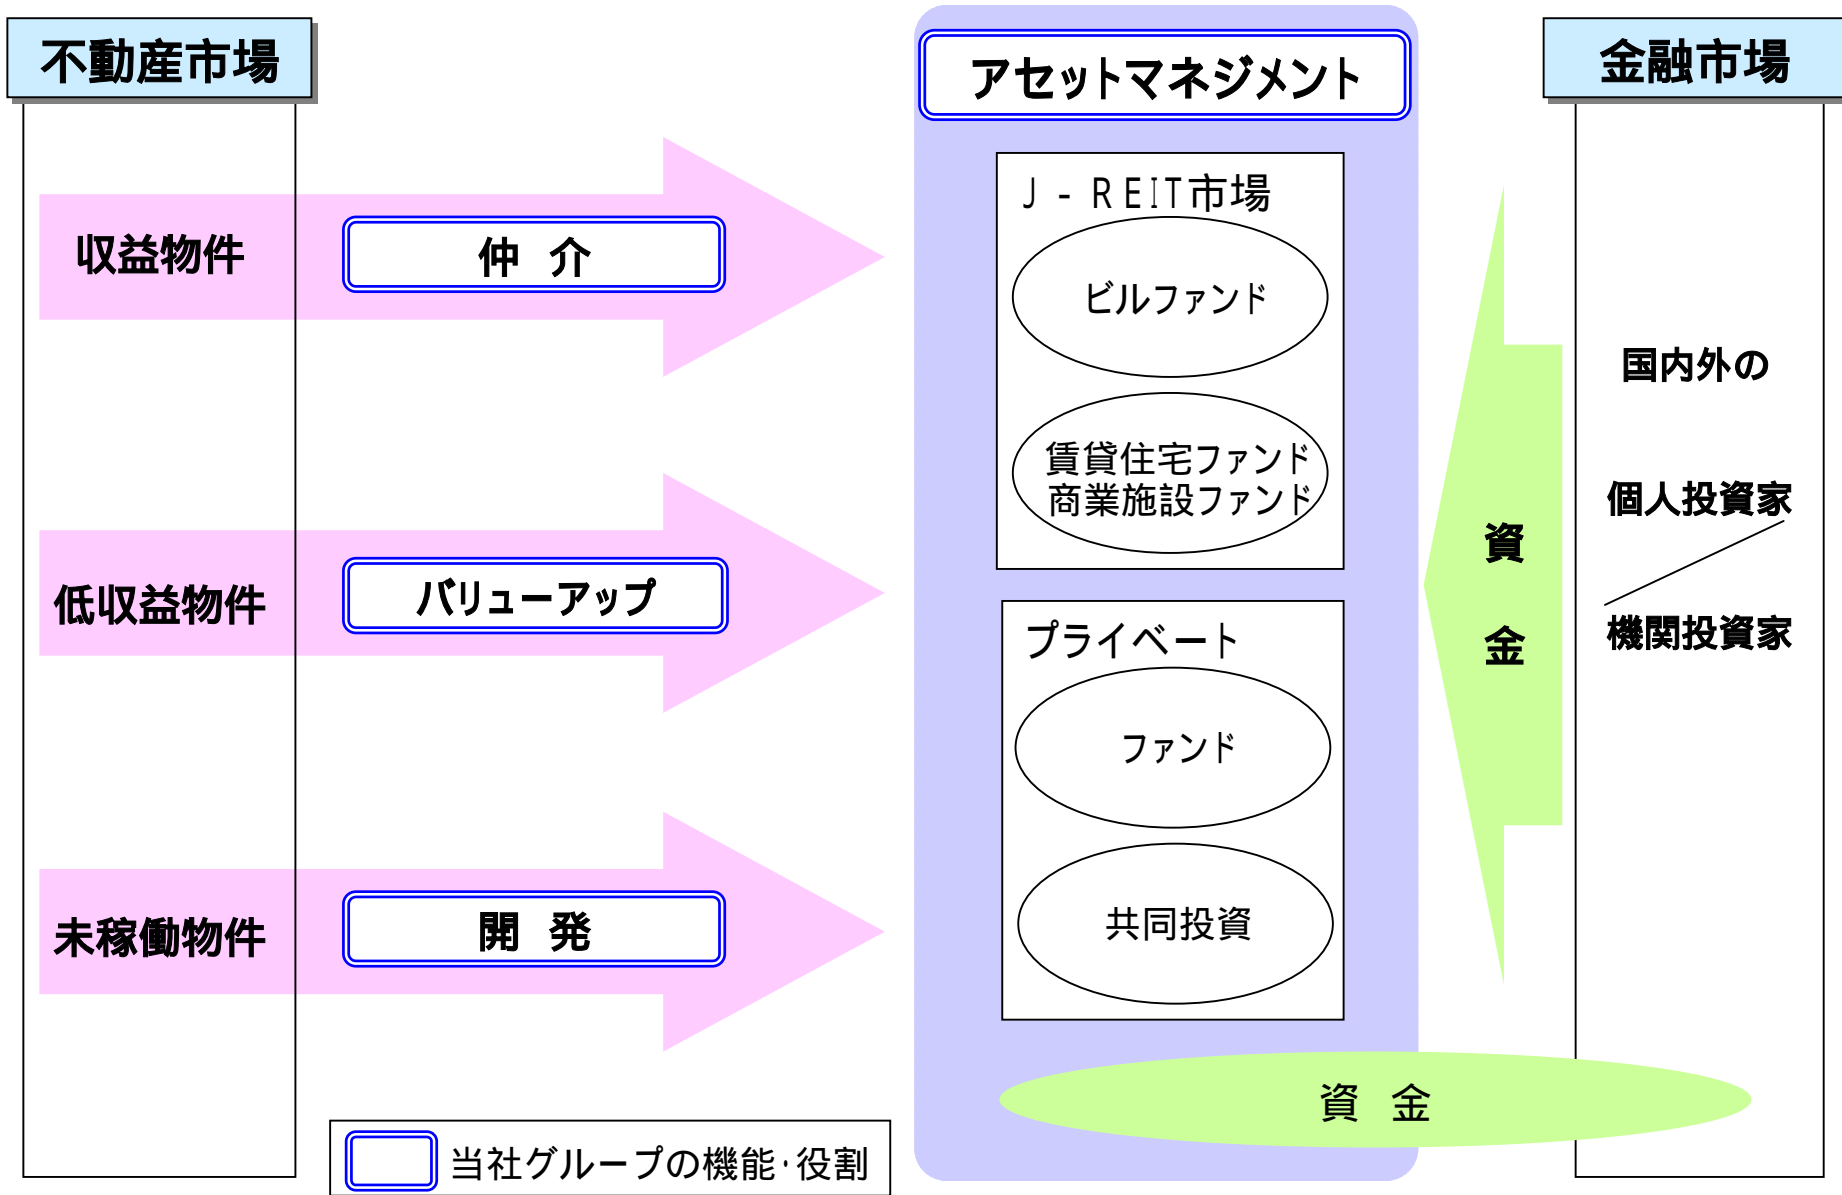 不動産市場
収益物件
仲 介
低収益物件
バリューアップ
未稼働物件
開 発
当社グループの機能・役割
アセットマネジメント
J-REIT市場
ビルファンド
賃貸住宅ファンド
商業施設ファンド
プライベート
ファンド
共同投資
資
金
資 金
金融市場
国内外の
個人投資家
機関投資家